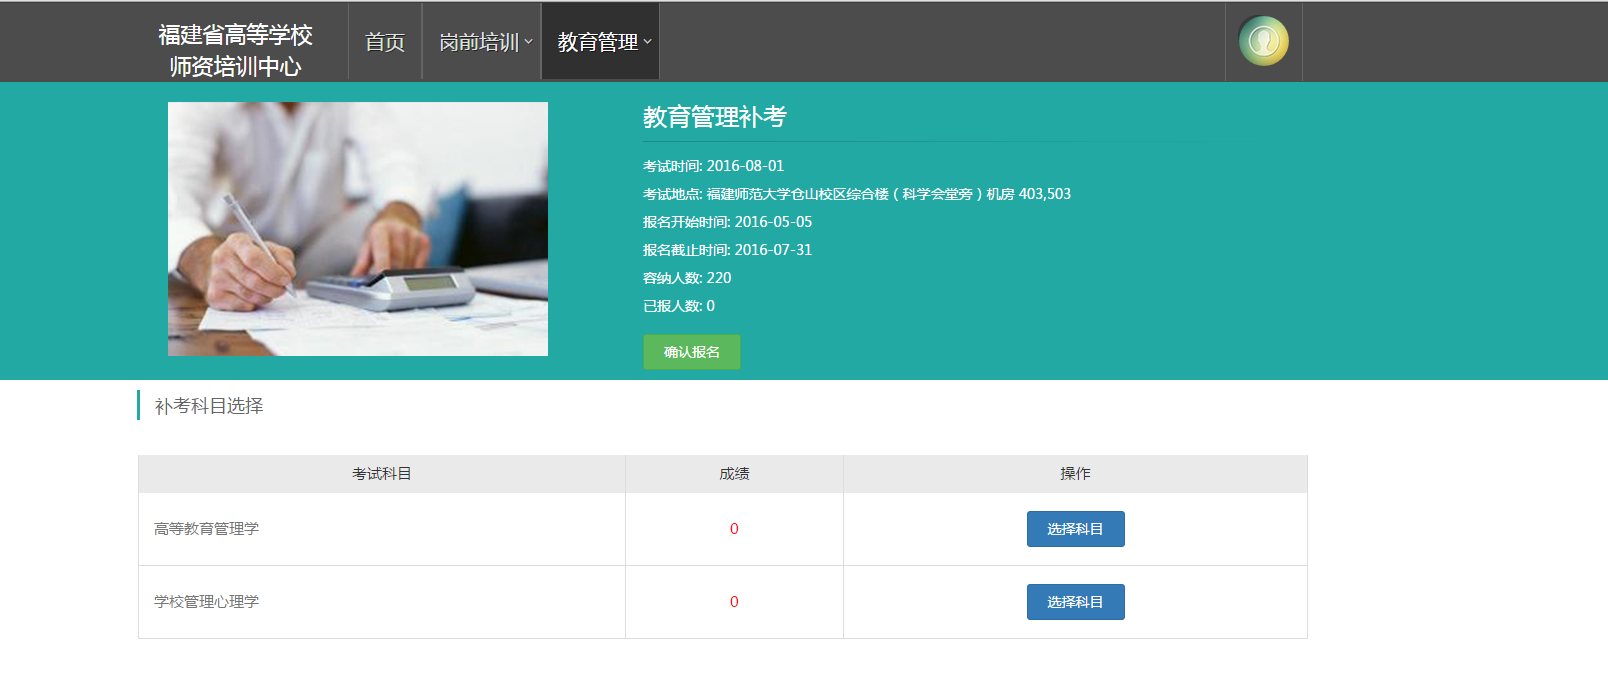 福建省高等学校
师资培训中心
首页
岗前培训
教育管理
教育管理补考
考试时间: 2016-08-01
考试地点: 福建师范大学仓山校区综合楼（科学会堂旁）机房 403,503
报名开始时间: 2016-05-05
报名截止时间: 2016-07-31
容纳人数: 220
已报人数: 0
确认报名
补考科目选择
考试科目 成绩 操作
高等教育管理学 0 选择科目
学校管理心理学 0 选择科目